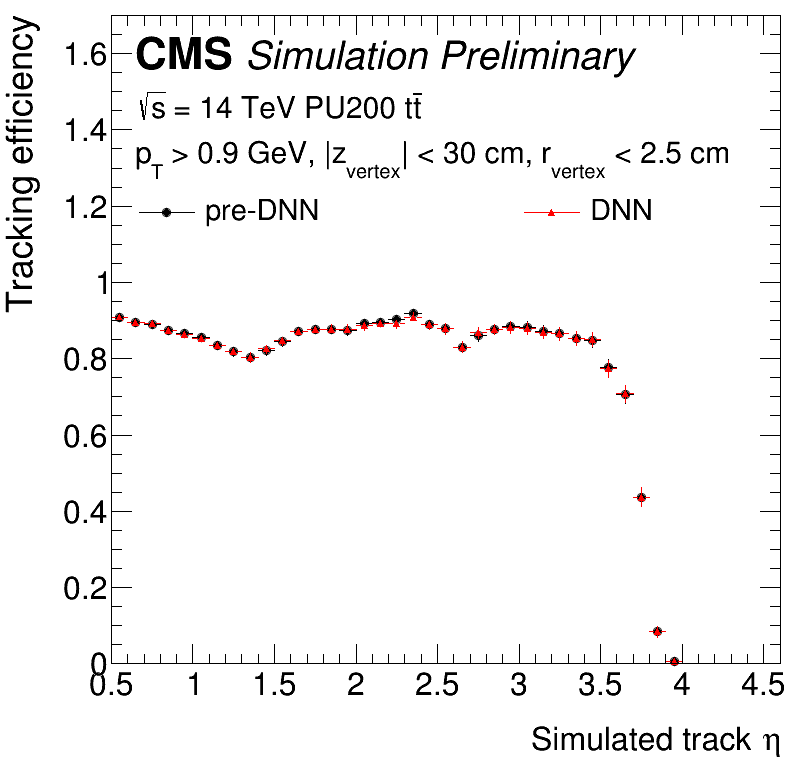 CMS Simulation Preliminary
√s = 14 TeV PU200 tt̄
pT > 0.9 GeV, |zvertex| < 30 cm, rvertex < 2.5 cm
pre-DNN DNN
Tracking efficiency
1.6
1.4
1.2
1
0.8
0.6
0.4
0.2
0
0.5 1 1.5 2 2.5 3 3.5 4 4.5
Simulated track η